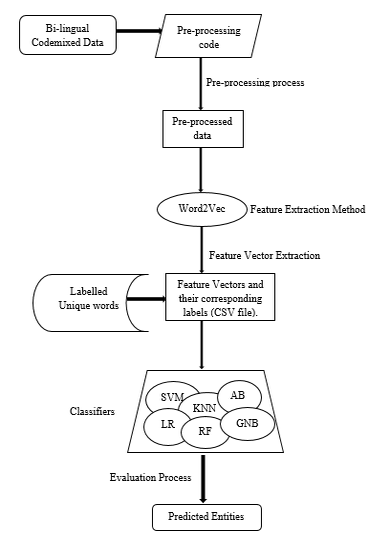 Bi-lingual
Codemixed Data
Pre-processing
code
Pre-processing process
Pre-processed
data
Word2Vec
Feature Extraction Method
Feature Vector Extraction
Labelled
Unique words
Feature Vectors and
their corresponding
labels (CSV file).
Classifiers
SVM
KNN
AB
LR
RF
GNB
Evaluation Process
Predicted Entities